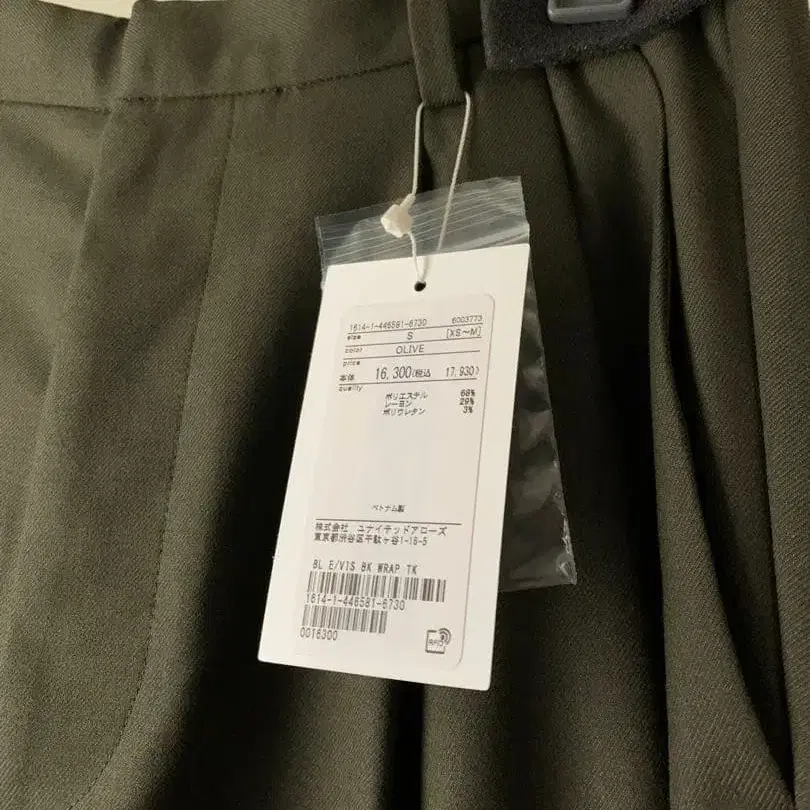 1614-1-446581-6730 6003773
size S [XS~M]
color OLIVE
price
本体 16,300(税込 17,930)
quality
ポリエステル 68%
レーヨン 29%
ポリウレタン 3%
ベトナム製
株式会社 ユナイテッドアローズ
東京都渋谷区千駄ヶ谷1-18-5
BL E/VIS BK WRAP TK
1614-1-446581-6730
0016300
RFID